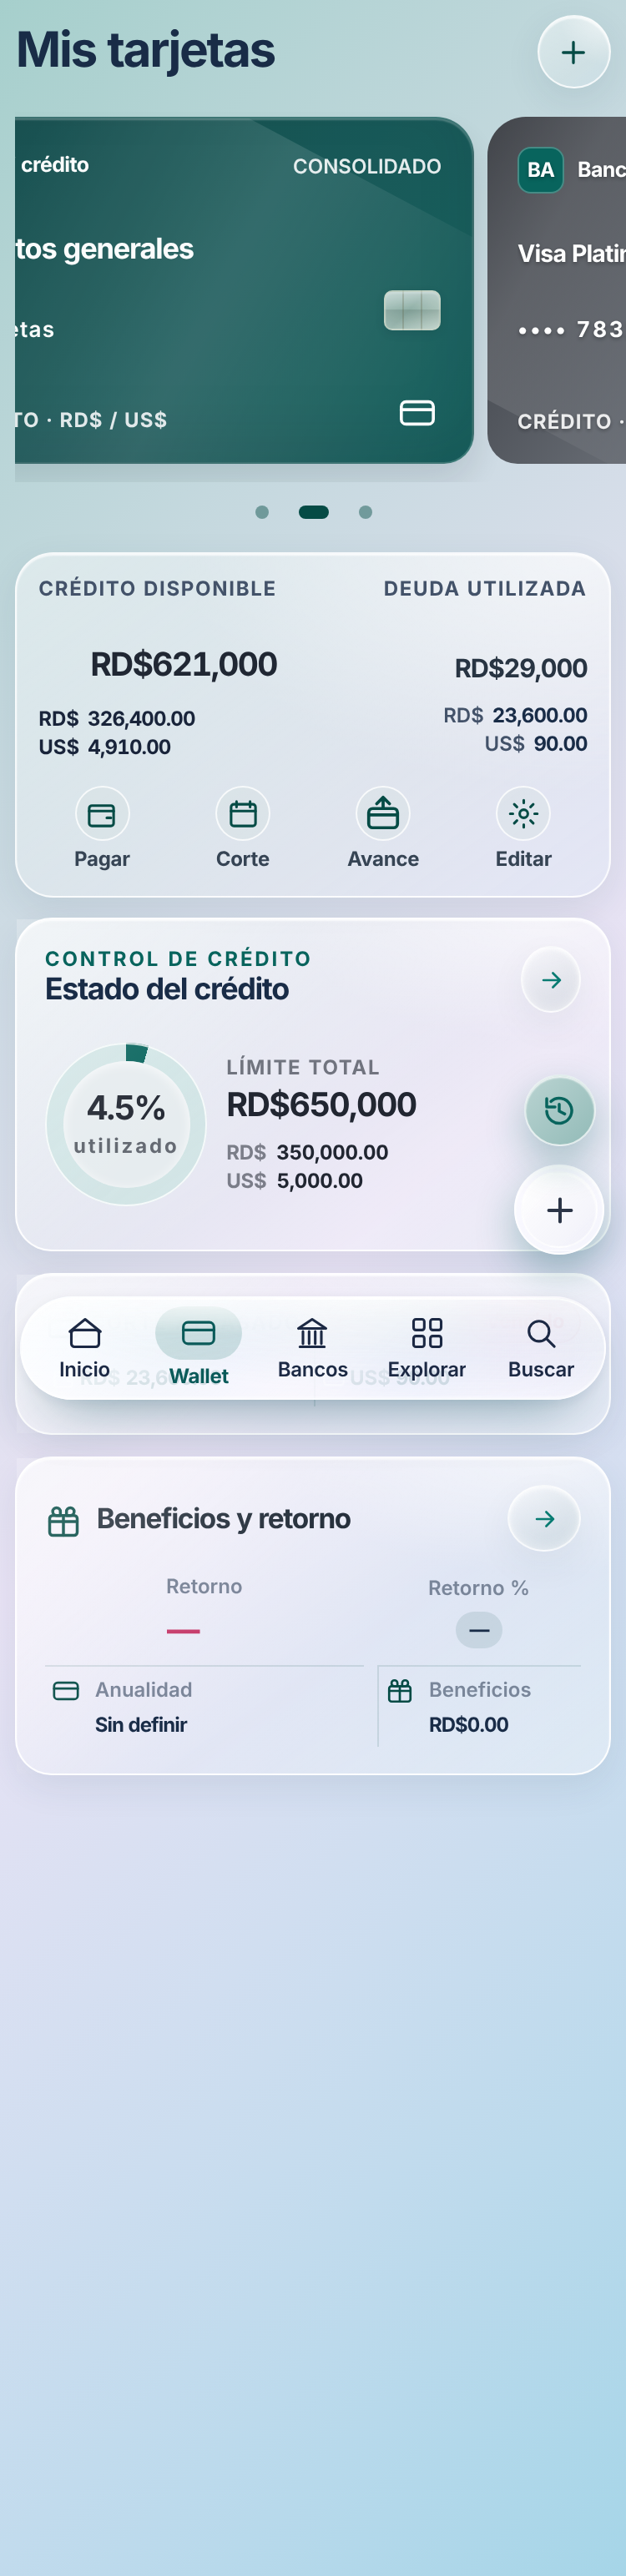 Mis tarjetas
crédito
CONSOLIDADO
tos generales
etas
TO · RD$ / US$
BA Banc
Visa Platin
•••• 783
CRÉDITO ·
CRÉDITO DISPONIBLE
DEUDA UTILIZADA
RD$621,000
RD$29,000
RD$ 326,400.00
US$ 4,910.00
RD$ 23,600.00
US$ 90.00
Pagar
Corte
Avance
Editar
CONTROL DE CRÉDITO
Estado del crédito
4.5%
utilizado
LÍMITE TOTAL
RD$650,000
RD$ 350,000.00
US$ 5,000.00
Inicio
Wallet
Bancos
Explorar
Buscar
Beneficios y retorno
Retorno
—
Retorno %
—
Anualidad
Sin definir
Beneficios
RD$0.00